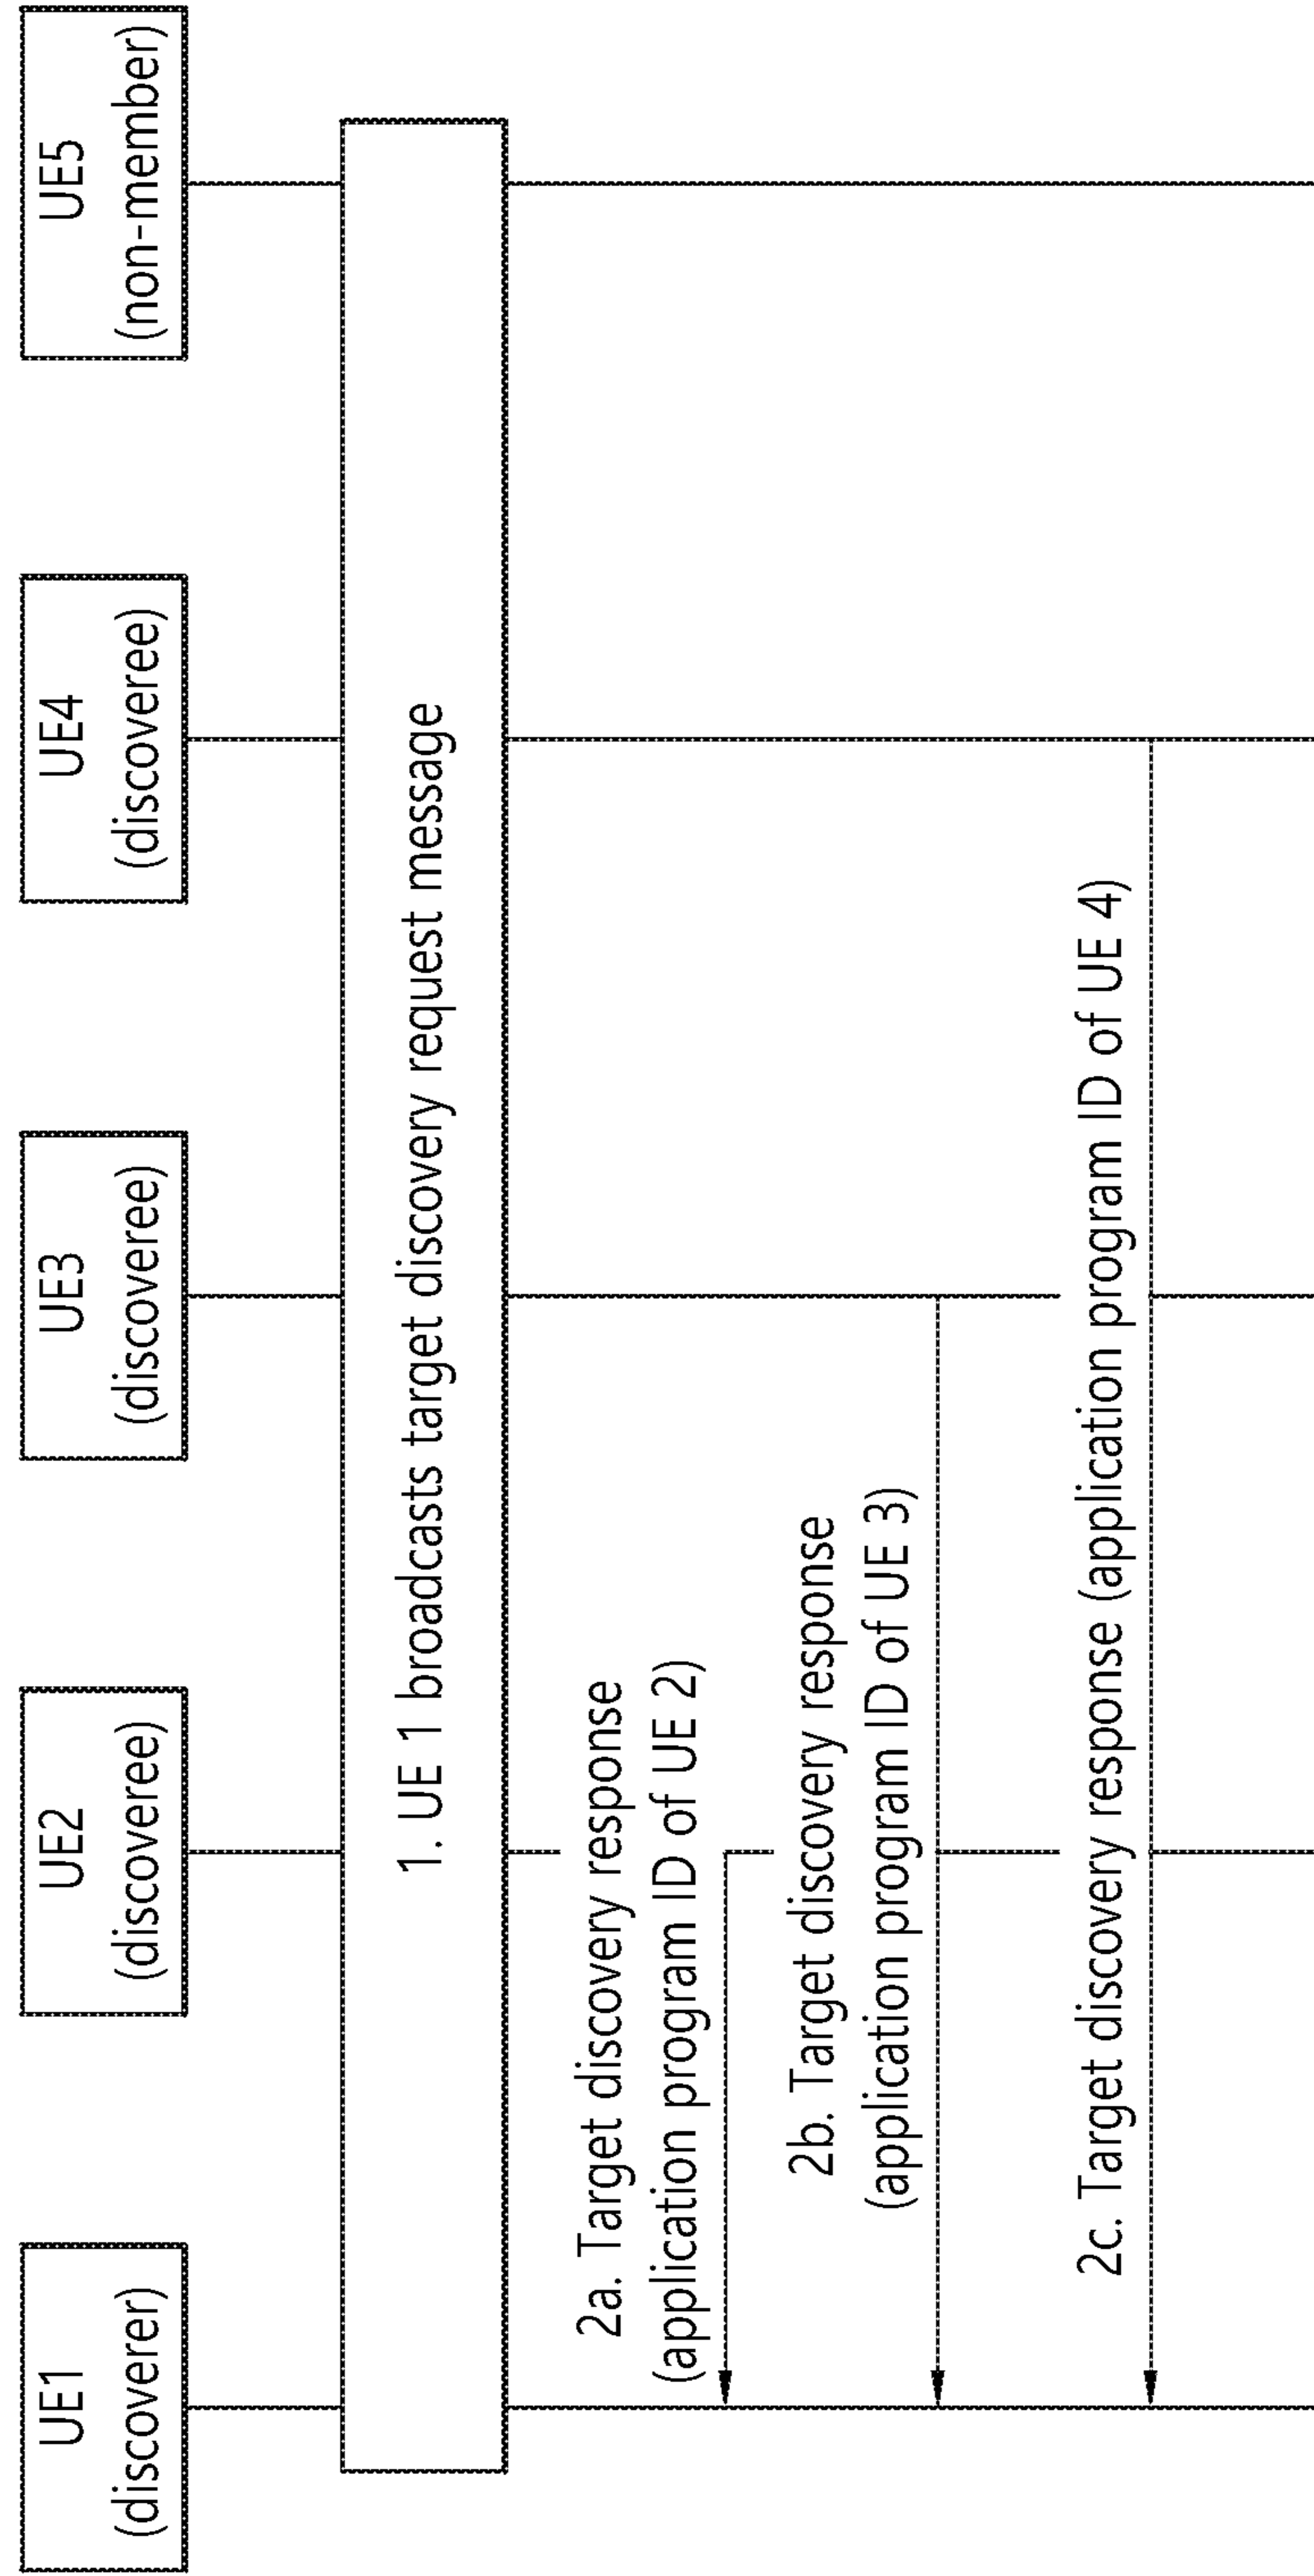 UE1
(discoverer)
UE2
(discoveree)
UE3
(discoveree)
UE4
(discoveree)
UE5
(non-member)
1. UE 1 broadcasts target discovery request message
2a. Target discovery response
(application program ID of UE 2)
2b. Target discovery response
(application program ID of UE 3)
2c. Target discovery response (application program ID of UE 4)